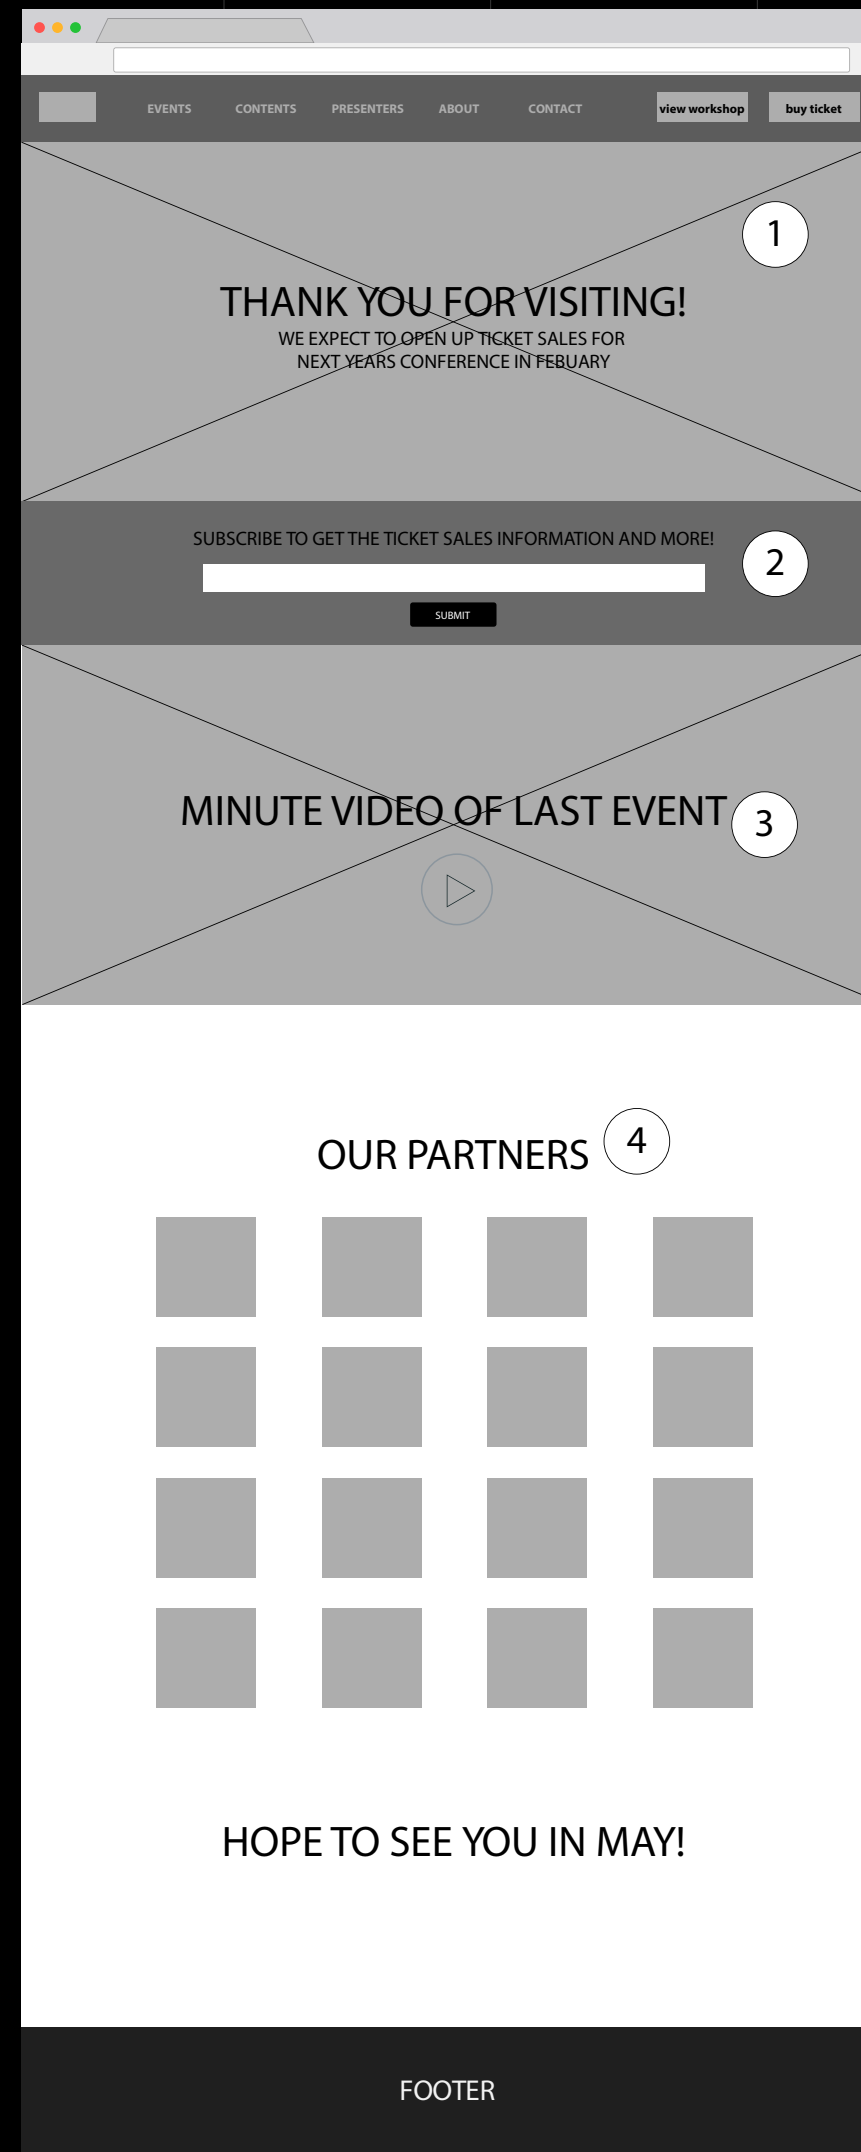 EVENTS CONTENTS PRESENTERS ABOUT CONTACT view workshop buy ticket
1
THANK YOU FOR VISITING!
WE EXPECT TO OPEN UP TICKET SALES FOR
NEXT YEARS CONFERENCE IN FEBUARY
SUBSCRIBE TO GET THE TICKET SALES INFORMATION AND MORE!
2
SUBMIT
MINUTE VIDEO OF LAST EVENT
3
OUR PARTNERS
4
HOPE TO SEE YOU IN MAY!
FOOTER